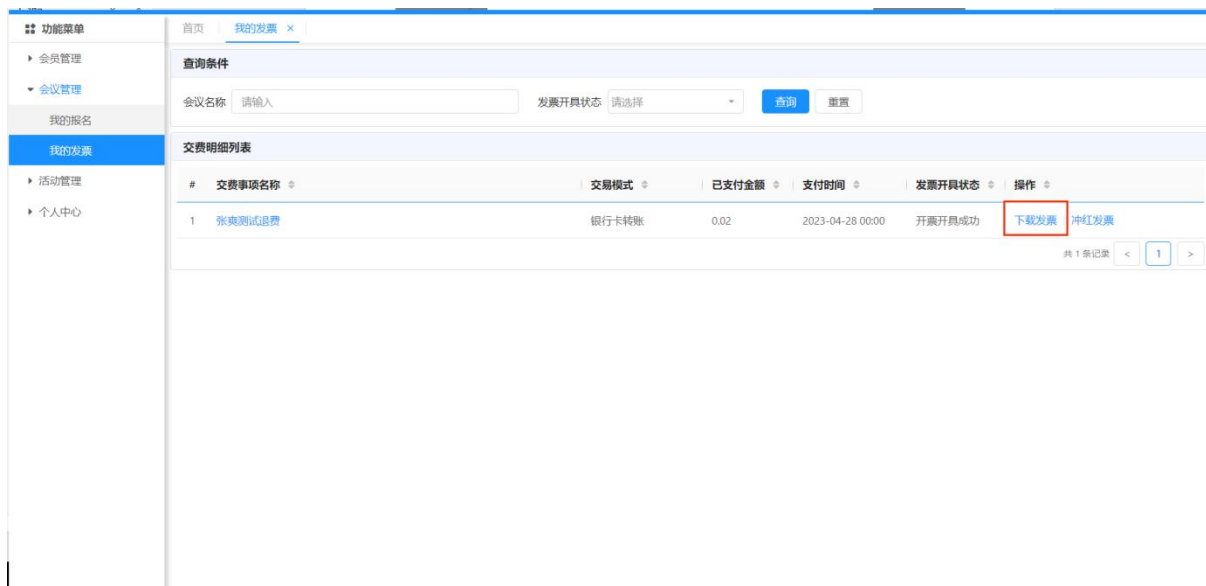 功能菜单
首页 我的发票 ×
会员管理
会议管理
我的报名
我的发票
活动管理
个人中心
查询条件
会议名称 请输入 发票开具状态 请选择 查询 重置
交费明细列表
# 交费事项名称 交易模式 已支付金额 支付时间 发票开具状态 操作
1 张爽测试退费 银行卡转账 0.02 2023-04-28 00:00 开票开具成功 下载发票 冲红发票
共 1 条记录 < 1 >